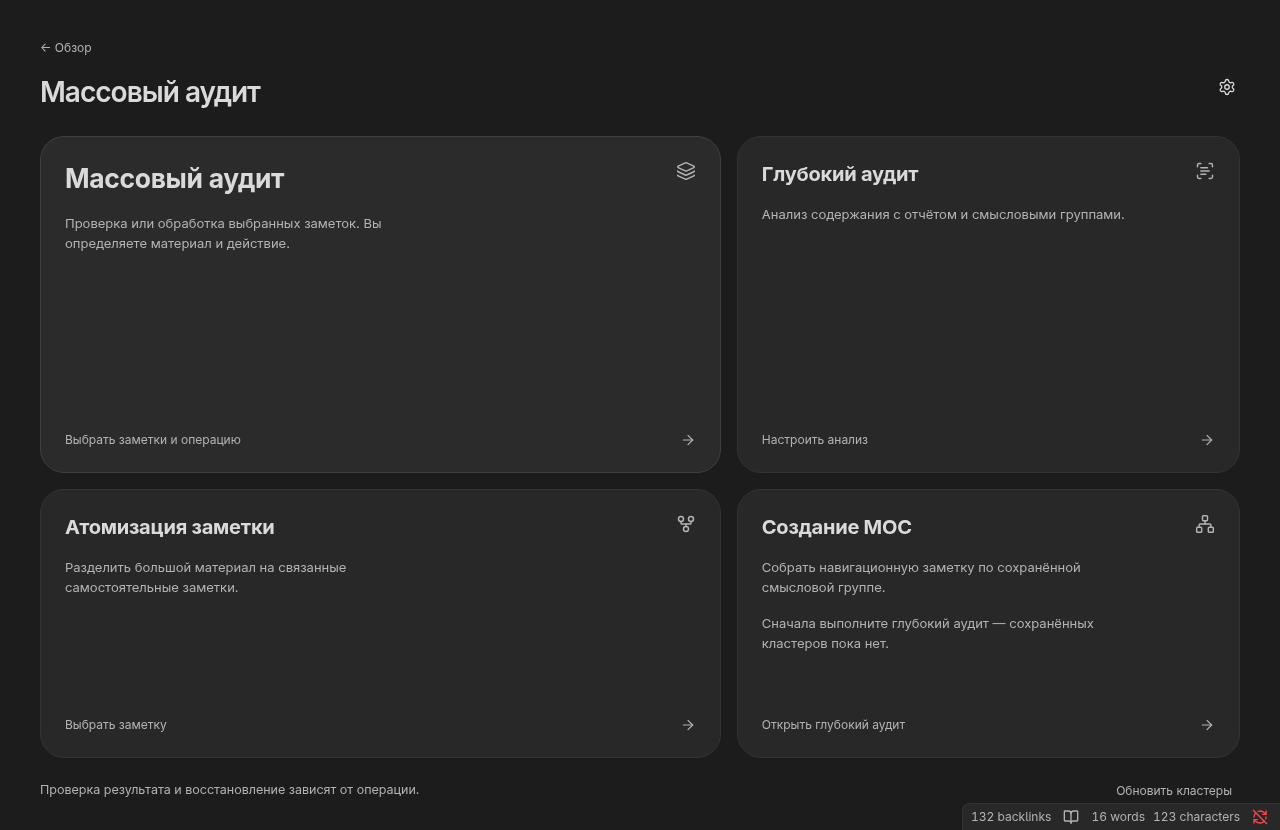 ← Обзор
Массовый аудит
Массовый аудит
Проверка или обработка выбранных заметок. Вы
определяете материал и действие.
Выбрать заметки и операцию
Глубокий аудит
Анализ содержания с отчётом и смысловыми группами.
Настроить анализ
Атомизация заметки
Разделить большой материал на связанные
самостоятельные заметки.
Выбрать заметку
Создание MOC
Собрать навигационную заметку по сохранённой
смысловой группе.
Сначала выполните глубокий аудит — сохранённых
кластеров пока нет.
Открыть глубокий аудит
Проверка результата и восстановление зависят от операции.
Обновить кластеры
132 backlinks 16 words 123 characters